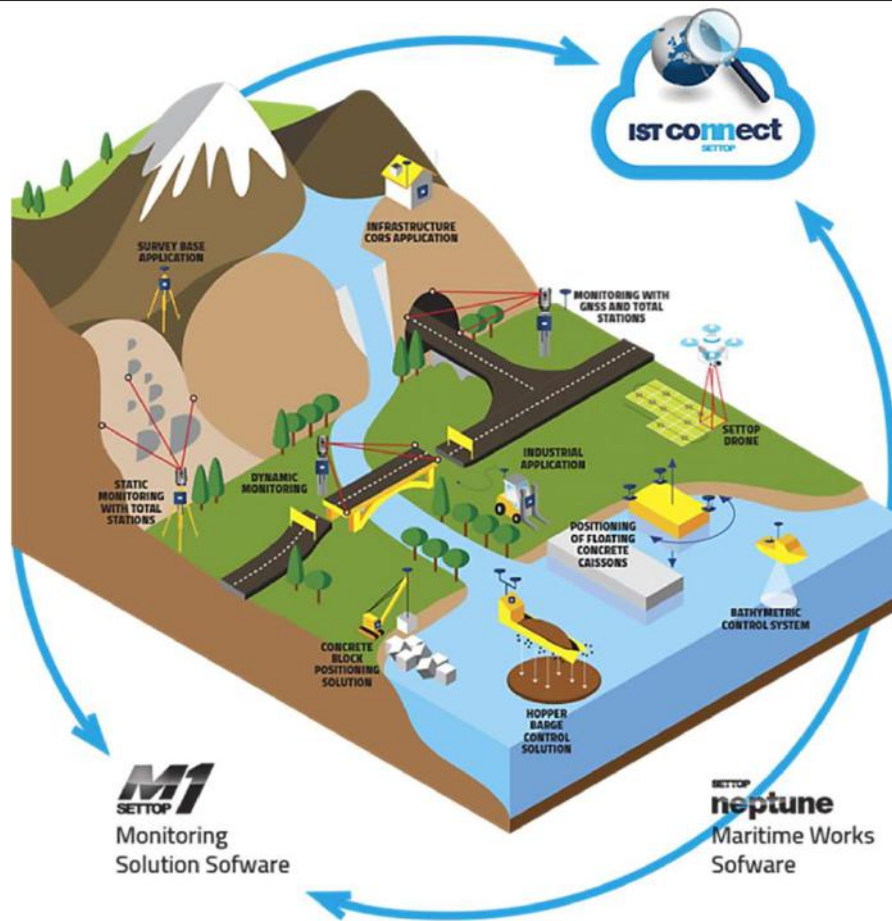 IST connect
SETTOP
INFRASTRUCTURE
CORS APPLICATION
SURVEY BASE
APPLICATION
MONITORING WITH
GNSS AND TOTAL
STATIONS
SETTOP
DRONE
STATIC
MONITORING
WITH TOTAL
STATIONS
DYNAMIC
MONITORING
INDUSTRIAL
APPLICATION
POSITIONING
OF FLOATING
CONCRETE
CAISSONS
BATHYMETRIC
CONTROL SYSTEM
CONCRETE
BLOCK
POSITIONING
SOLUTION
HOPPER
BARGE
CONTROL
SOLUTION
M1
SETTOP
Monitoring
Solution Sofware
SETTOP
neptune
Maritime Works
Sofware